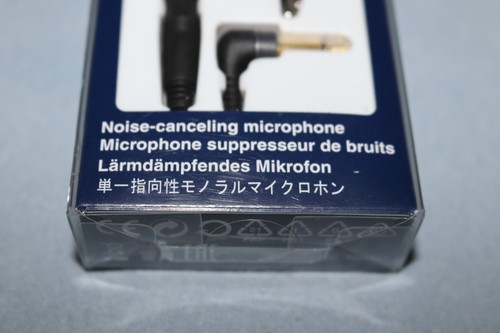 Noise-canceling microphone
Microphone suppresseur de bruits
Lärmdämpfendes Mikrofon
単一指向性モノラルマイクロホン